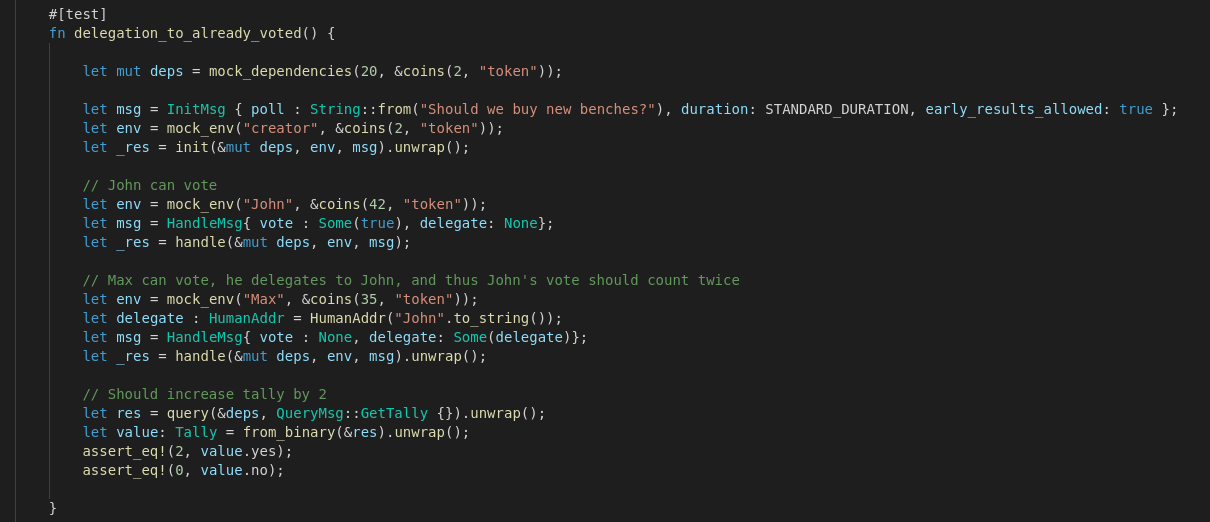 #[test]
fn delegation_to_already_voted() {
let mut deps = mock_dependencies(20, &coins(2, "token"));
let msg = InitMsg { poll : String::from("Should we buy new benches?"), duration: STANDARD_DURATION, early_results_allowed: true };
let env = mock_env("creator", &coins(2, "token"));
let _res = init(&mut deps, env, msg).unwrap();
// John can vote
let env = mock_env("John", &coins(42, "token"));
let msg = HandleMsg{ vote : Some(true), delegate: None};
let _res = handle(&mut deps, env, msg);
// Max can vote, he delegates to John, and thus John's vote should count twice
let env = mock_env("Max", &coins(35, "token"));
let delegate : HumanAddr = HumanAddr("John".to_string());
let msg = HandleMsg{ vote : None, delegate: Some(delegate)};
let _res = handle(&mut deps, env, msg).unwrap();
// Should increase tally by 2
let res = query(&deps, QueryMsg::GetTally {}).unwrap();
let value: Tally = from_binary(&res).unwrap();
assert_eq!(2, value.yes);
assert_eq!(0, value.no);
}